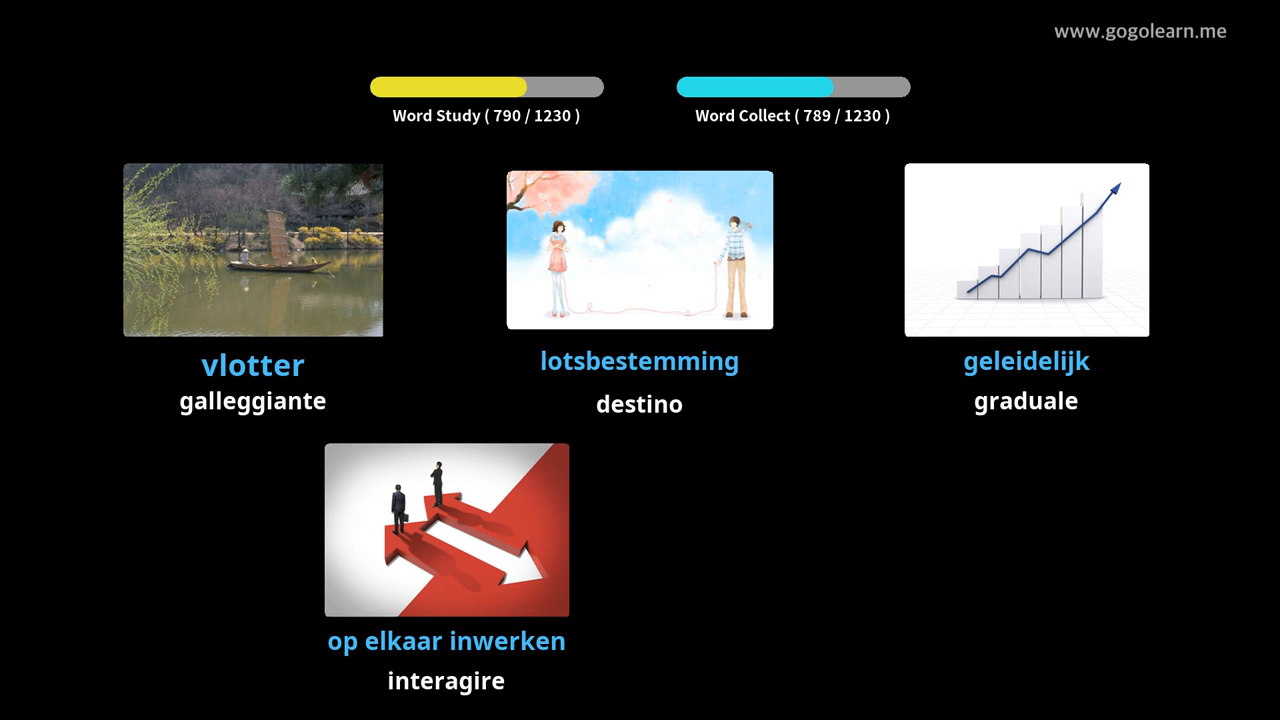 www.gogolearn.me
Word Study ( 790 / 1230 )
Word Collect ( 789 / 1230 )
vlotter
galleggiante
lotsbestemming
destino
geleidelijk
graduale
op elkaar inwerken
interagire